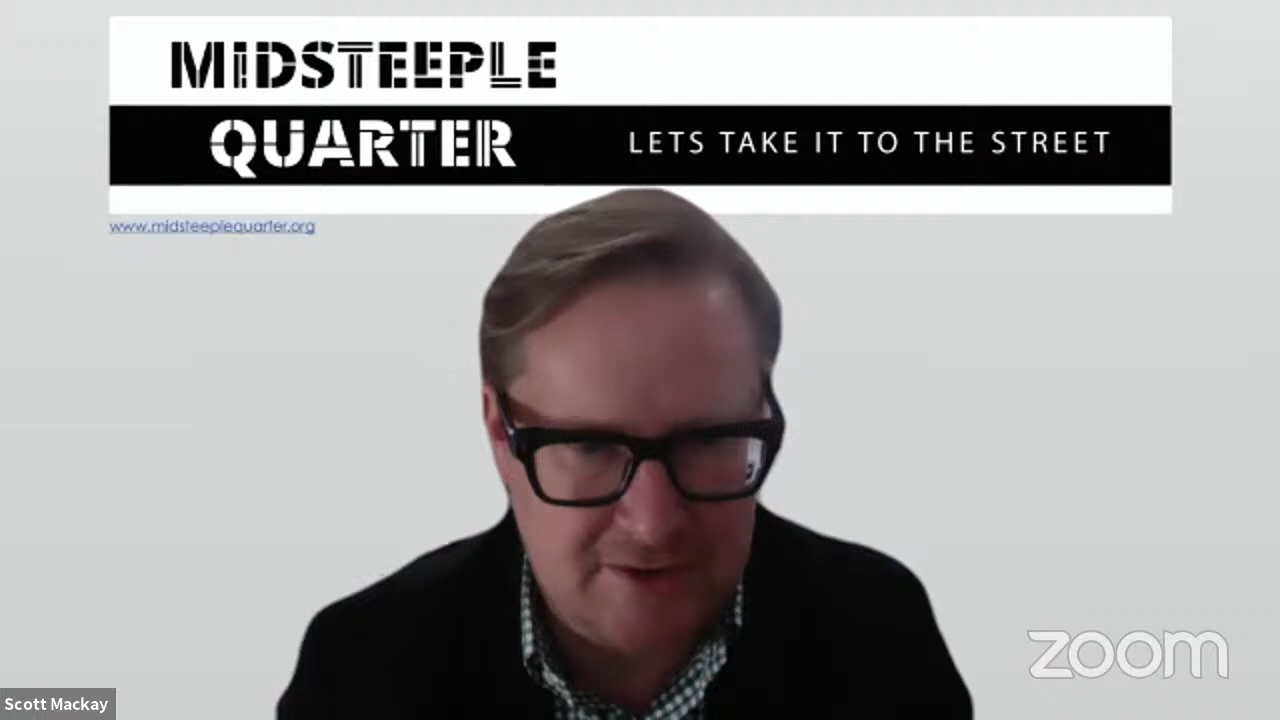 MIDSTEEPLE
QUARTER
LETS TAKE IT TO THE STREET
www.midsteeplequarter.org
zoom
Scott Mackay